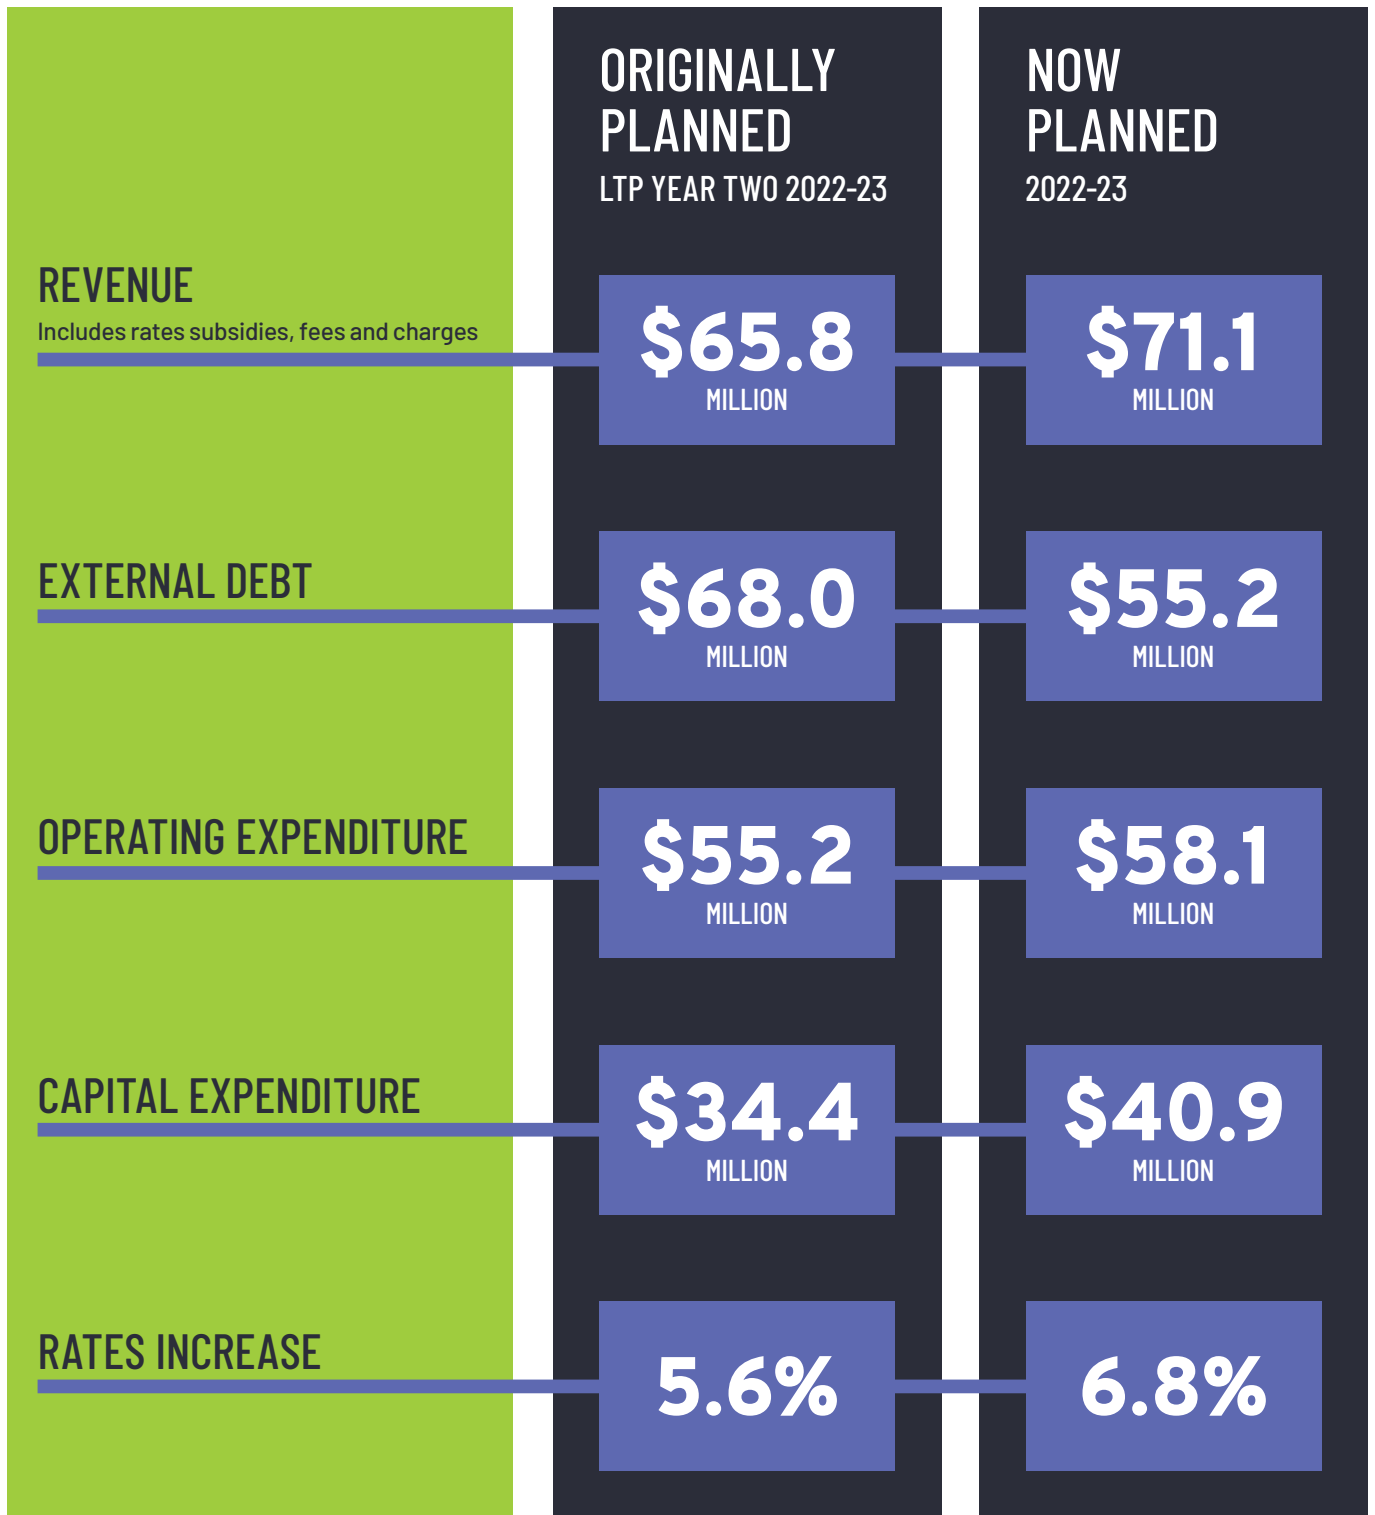 ORIGINALLY
PLANNED
LTP YEAR TWO 2022-23
NOW
PLANNED
2022-23
REVENUE
Includes rates subsidies, fees and charges
$65.8
MILLION
$71.1
MILLION
EXTERNAL DEBT
$68.0
MILLION
$55.2
MILLION
OPERATING EXPENDITURE
$55.2
MILLION
$58.1
MILLION
CAPITAL EXPENDITURE
$34.4
MILLION
$40.9
MILLION
RATES INCREASE
5.6%
6.8%